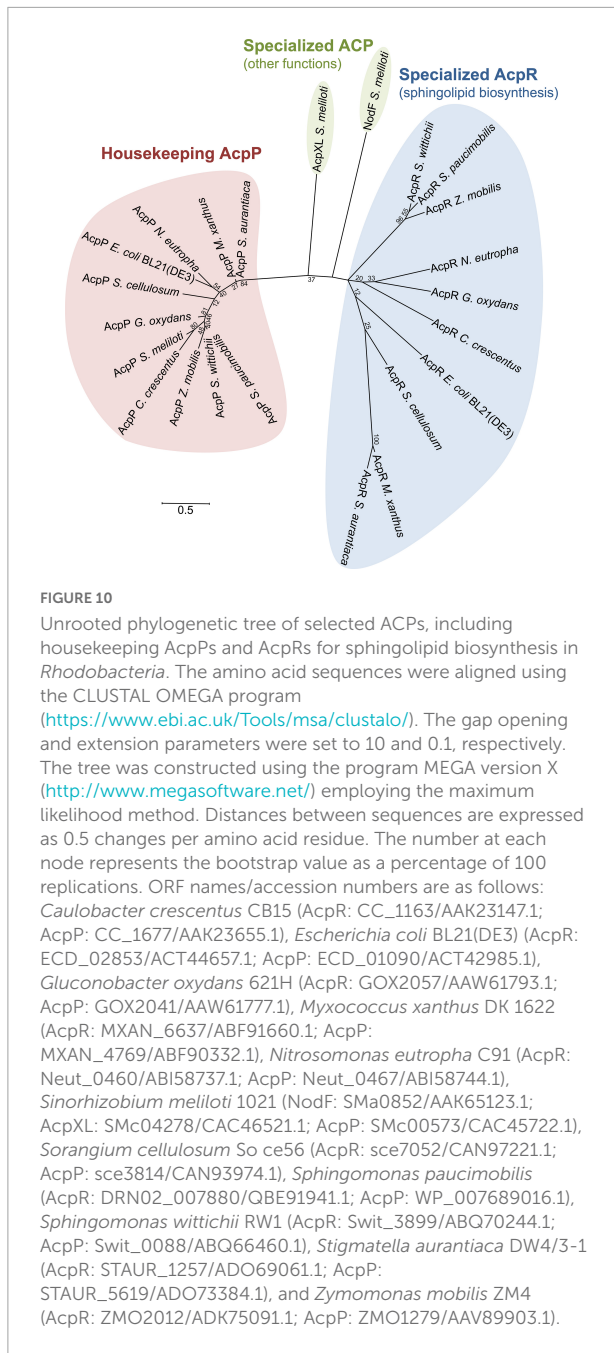 Specialized ACP
(other functions)
Specialized AcpR
(sphingolipid biosynthesis)
Housekeeping AcpP
AcpXL S. meliloti
NodF S. meliloti
AcpR S. wittichii
AcpR S. paucimobilis
AcpR Z. mobilis
AcpR N. eutropha
AcpR G. oxydans
AcpR C. crescentus
AcpR E. coli BL21(DE3)
AcpR S. cellulosum
AcpR M. xanthus
AcpR S. aurantiaca
AcpP S. aurantiaca
AcpP M. xanthus
AcpP N. eutropha
AcpP E. coli BL21(DE3)
AcpP S. cellulosum
AcpP G. oxydans
AcpP S. meliloti
AcpP C. crescentus
AcpP Z. mobilis
AcpP S. wittichii
AcpP S. paucimobilis
37
20
33
12
25
100
84
0.5
FIGURE 10
Unrooted phylogenetic tree of selected ACPs, including
housekeeping AcpPs and AcpRs for sphingolipid biosynthesis in
Rhodobacteria. The amino acid sequences were aligned using
the CLUSTAL OMEGA program
(https://www.ebi.ac.uk/Tools/msa/clustalo/). The gap opening
and extension parameters were set to 10 and 0.1, respectively.
The tree was constructed using the program MEGA version X
(http://www.megasoftware.net/) employing the maximum
likelihood method. Distances between sequences are expressed
as 0.5 changes per amino acid residue. The number at each
node represents the bootstrap value as a percentage of 100
replications. ORF names/accession numbers are as follows:
Caulobacter crescentus CB15 (AcpR: CC_1163/AAK23147.1;
AcpP: CC_1677/AAK23655.1), Escherichia coli BL21(DE3) (AcpR:
ECD_02853/ACT44657.1; AcpP: ECD_01090/ACT42985.1),
Gluconobacter oxydans 621H (AcpR: GOX2057/AAW61793.1;
AcpP: GOX2041/AAW61777.1), Myxococcus xanthus DK 1622
(AcpR: MXAN_6637/ABF91660.1; AcpP:
MXAN_4769/ABF90332.1), Nitrosomonas eutropha C91 (AcpR:
Neut_0460/ABI58737.1; AcpP: Neut_0467/ABI58744.1),
Sinorhizobium meliloti 1021 (NodF: SMa0852/AAK65123.1;
AcpXL: SMc04278/CAC46521.1; AcpP: SMc00573/CAC45722.1),
Sorangium cellulosum So ce56 (AcpR: sce7052/CAN97221.1;
AcpP: sce3814/CAN93974.1), Sphingomonas paucimobilis
(AcpR: DRN02_007880/QBE91941.1; AcpP: WP_007689016.1),
Sphingomonas wittichii RW1 (AcpR: Swit_3899/ABQ70244.1;
AcpP: Swit_0088/ABQ66460.1), Stigmatella aurantiaca DW4/3-1
(AcpR: STAUR_1257/ADO69061.1; AcpP:
STAUR_5619/ADO73384.1), and Zymomonas mobilis ZM4
(AcpR: ZMO2012/ADK75091.1; AcpP: ZMO1279/AAV89903.1).